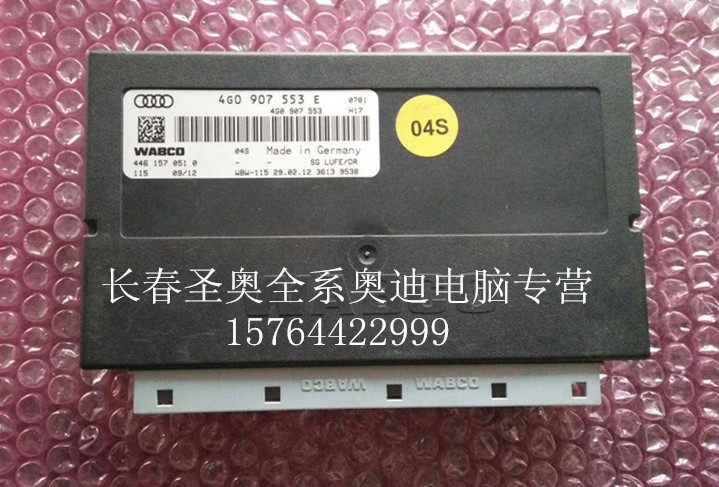 4G0 907 553 E 0781
4G0 907 553 H17
WABCO 04S Made in Germany
446 157 051 0 - - SG LUFE/DR
115 09/12 WBW-115 29.02.12 3613 9538
04S
WABCO
长春圣奥全系奥迪电脑专营
15764422999
WABCO WABCO